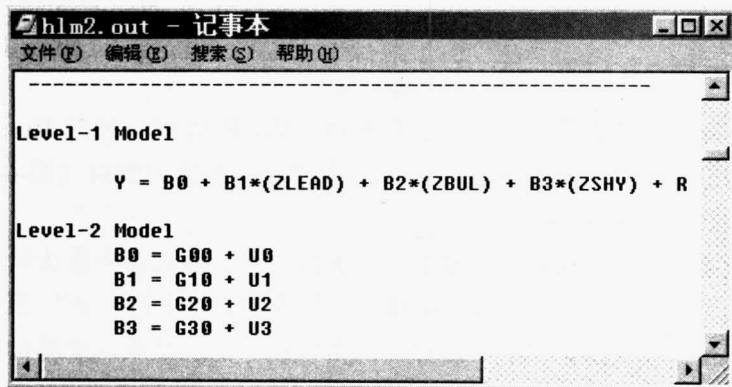 hlm2.out - 记事本
文件(F) 编辑(E) 搜索(S) 帮助(H)
Level-1 Model
Y = B0 + B1*(ZLEAD) + B2*(ZBUL) + B3*(ZSHY) + R
Level-2 Model
B0 = G00 + U0
B1 = G10 + U1
B2 = G20 + U2
B3 = G30 + U3